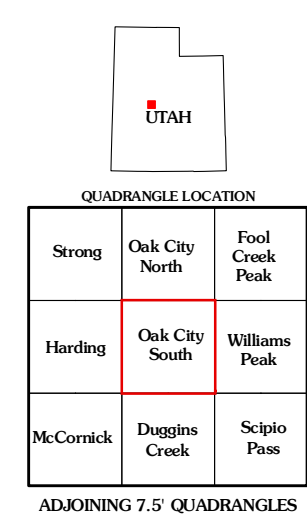 UTAH
QUADRANGLE LOCATION
Strong
Oak City
North
Fool
Creek
Peak
Harding
Oak City
South
Williams
Peak
McCornick
Duggins
Creek
Scipio
Pass
ADJOINING 7.5' QUADRANGLES